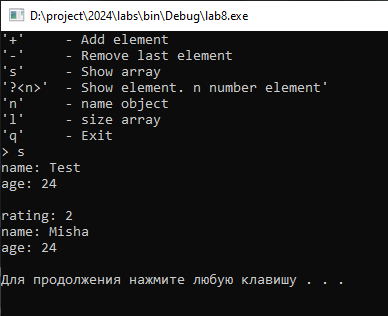 D:\project\2024\labs\bin\Debug\lab8.exe
'+'     - Add element
'-'     - Remove last element
's'     - Show array
'?<n>'  - Show element. n number element'
'n'     - name object
'l'     - size array
'q'     - Exit
> s
name: Test
age: 24
rating: 2
name: Misha
age: 24
Для продолжения нажмите любую клавишу . . .